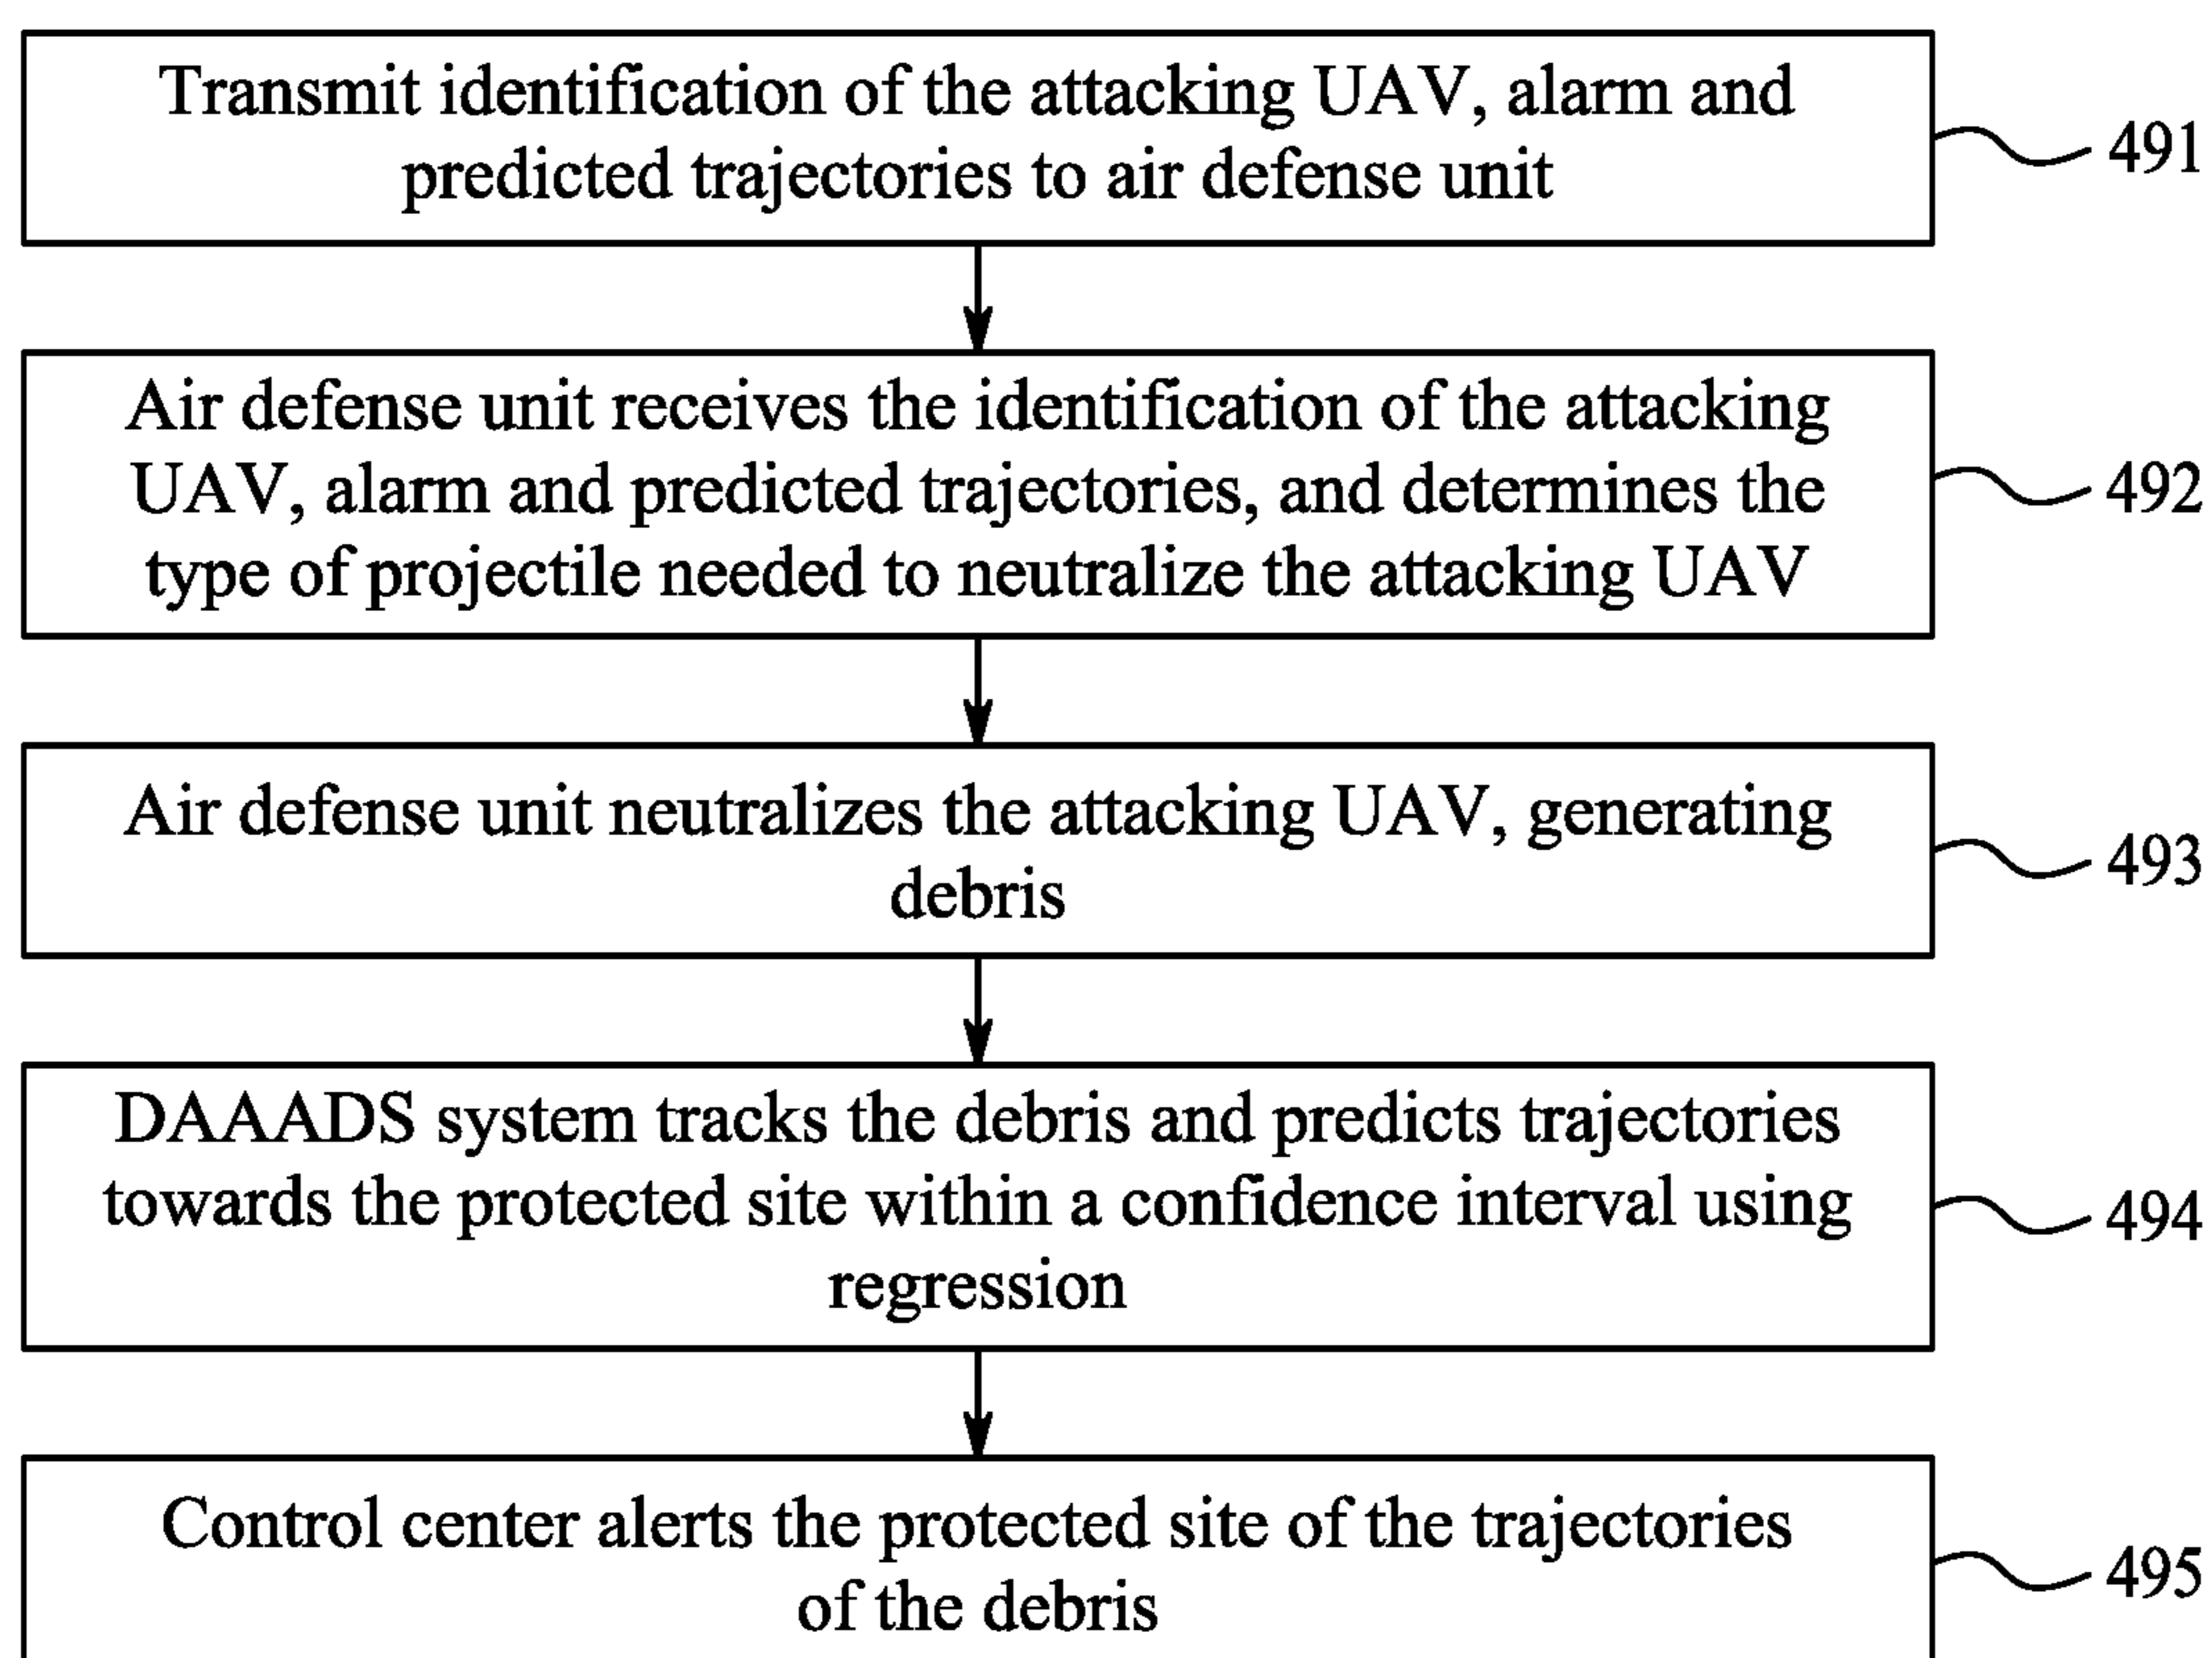 Transmit identification of the attacking UAV, alarm and
predicted trajectories to air defense unit
491
Air defense unit receives the identification of the attacking
UAV, alarm and predicted trajectories, and determines the
type of projectile needed to neutralize the attacking UAV
492
Air defense unit neutralizes the attacking UAV, generating
debris
493
DAAADS system tracks the debris and predicts trajectories
towards the protected site within a confidence interval using
regression
494
Control center alerts the protected site of the trajectories
of the debris
495